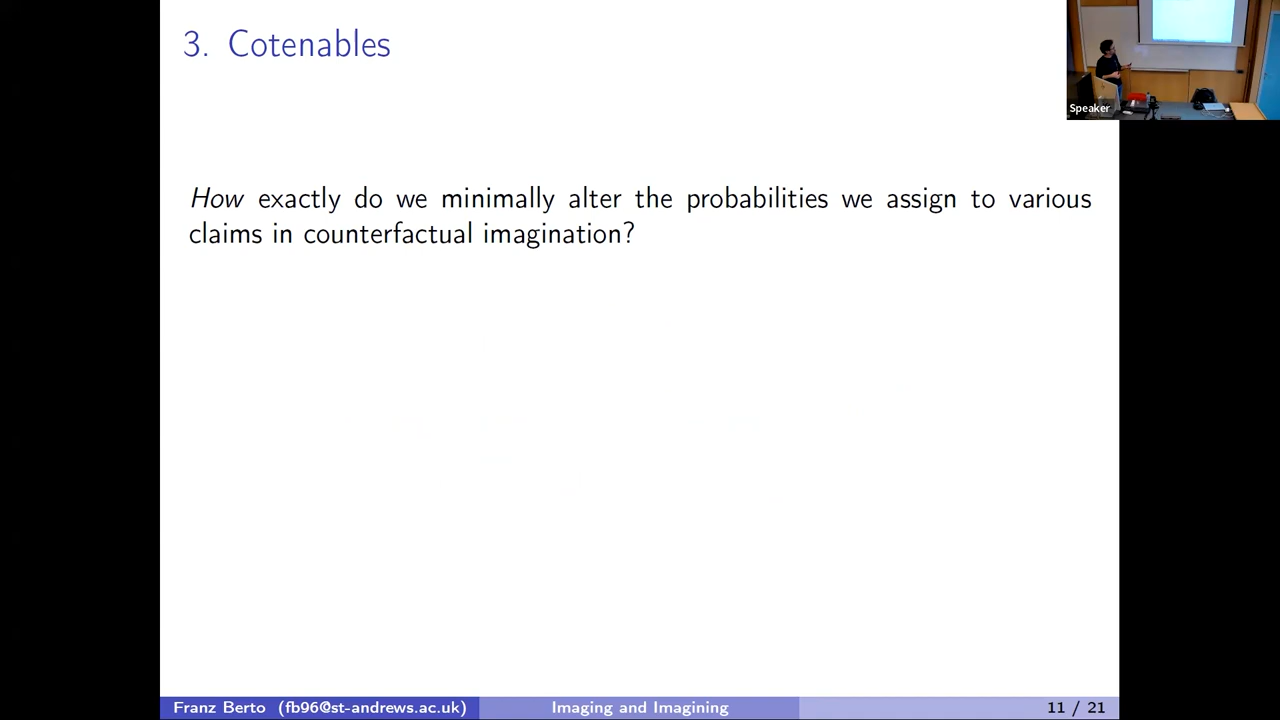 3. Cotenables
Speaker
How exactly do we minimally alter the probabilities we assign to various
claims in counterfactual imagination?
Franz Berto (fb96@st-andrews.ac.uk) Imaging and Imagining 11 / 21